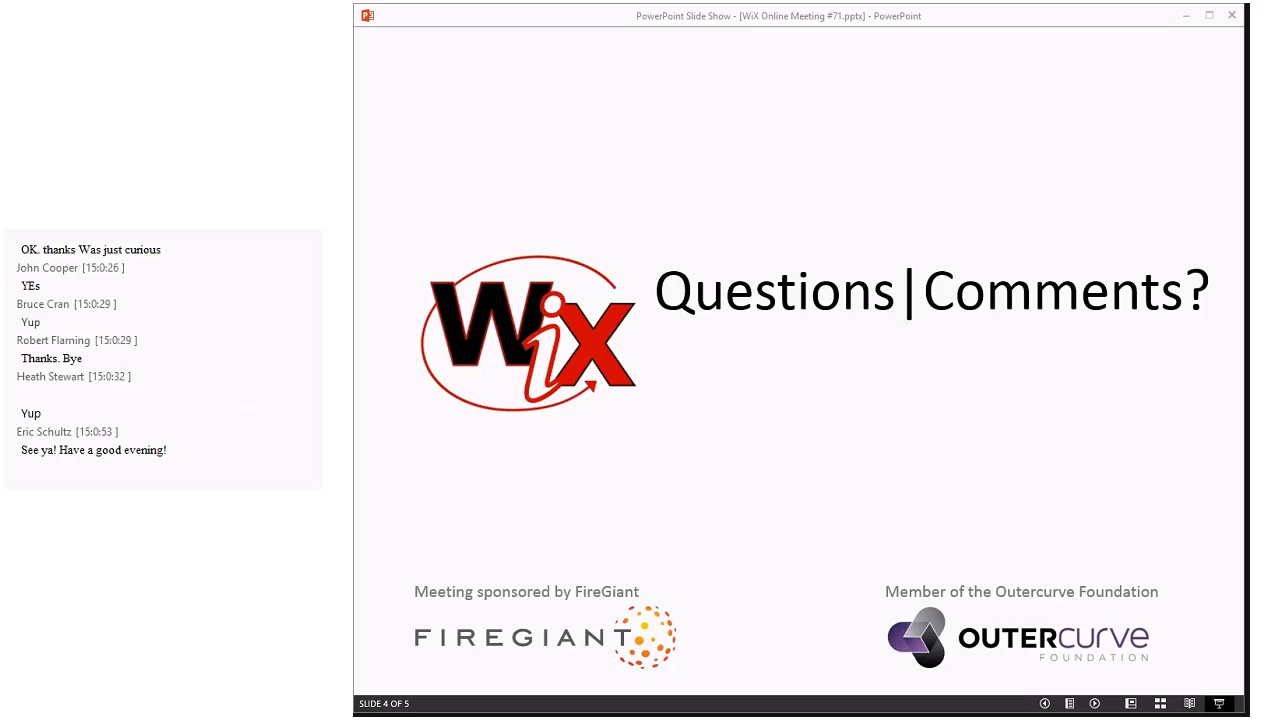 PowerPoint Slide Show - [WiX Online Meeting #71.pptx] - PowerPoint
OK. thanks Was just curious
John Cooper [15:0:26 ]
YEs
Bruce Cran [15:0:29 ]
Yup
Robert Flaming [15:0:29 ]
Thanks. Bye
Heath Stewart [15:0:32 ]
Yup
Eric Schultz [15:0:53 ]
See ya! Have a good evening!
WiX
Questions|Comments?
Meeting sponsored by FireGiant
FIREGIANT
Member of the Outercurve Foundation
OUTERCURVE
FOUNDATION
SLIDE 4 OF 5